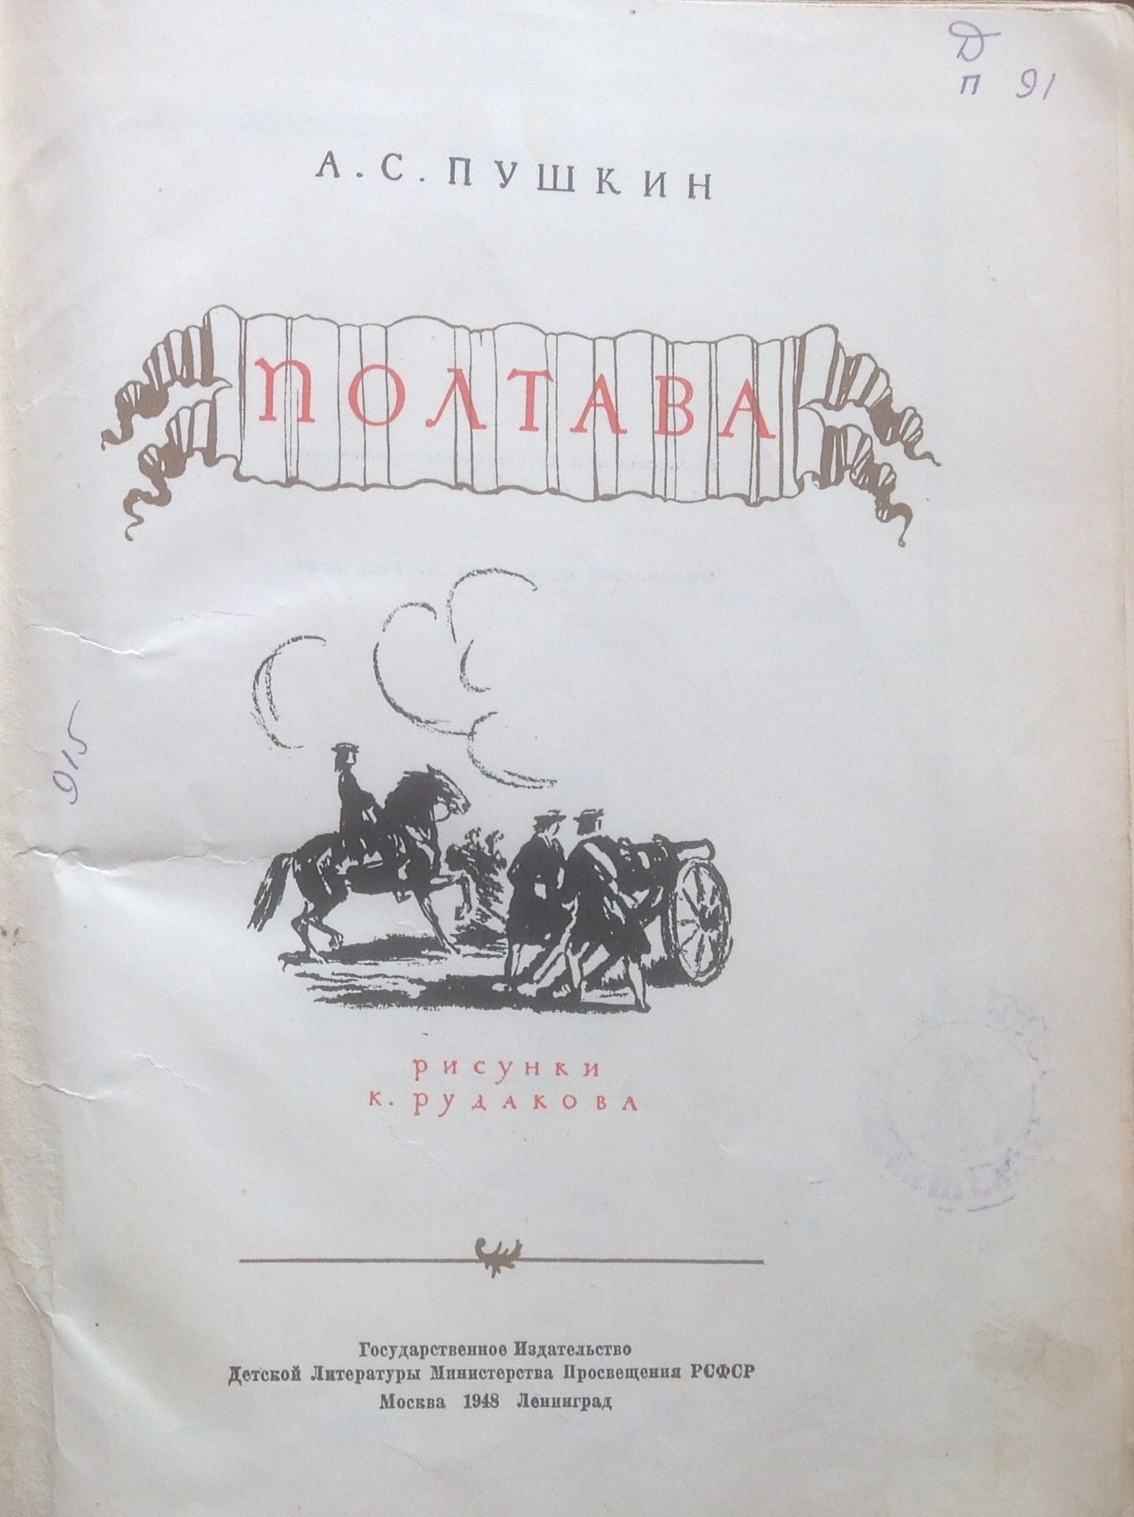 Д
П 91
А. С. ПУШКИН
ПОЛТАВА
915
РИСУНКИ
К. РУДАКОВА
Государственное Издательство
Детской Литературы Министерства Просвещения РСФСР
Москва 1948 Ленинград